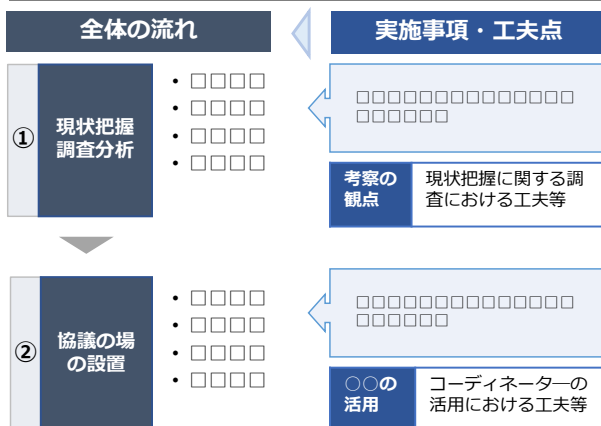 全体の流れ
実施事項・工夫点
①
現状把握
調査分析
• □□□□
• □□□□
• □□□□
• □□□□
□□□□□□□□□□□□□□
□□□□□□
考察の
観点
現状把握に関する調
査における工夫等
②
協議の場
の設置
• □□□□
• □□□□
• □□□□
• □□□□
□□□□□□□□□□□□□□
□□□□□□
○○の
活用
コーディネーターの
活用における工夫等